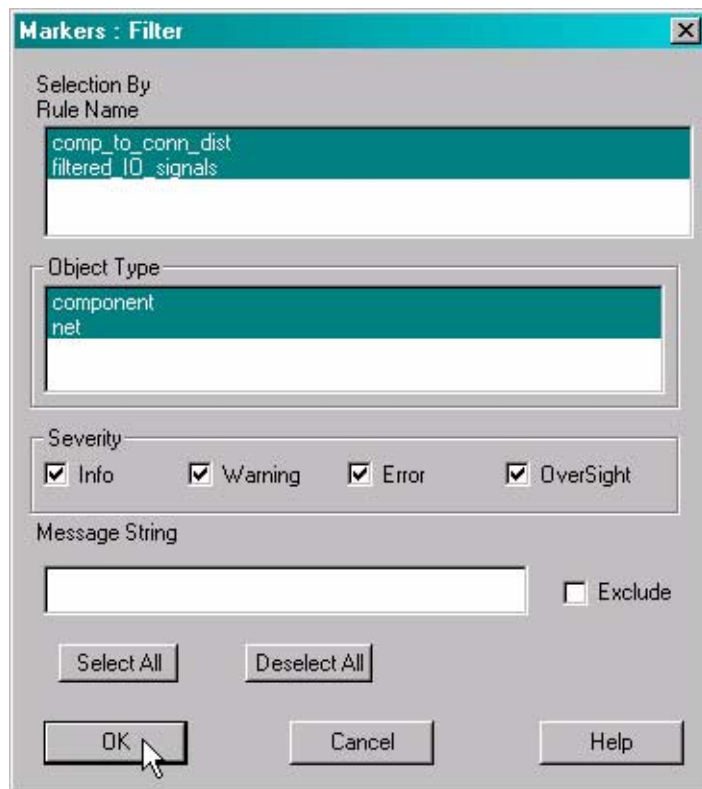 Markers : Filter
Selection By
Rule Name
comp_to_conn_dist
filtered_IO_signals
Object Type
component
net
Severity
Info Warning Error OverSight
Message String
Exclude
Select All Deselect All
OK Cancel Help